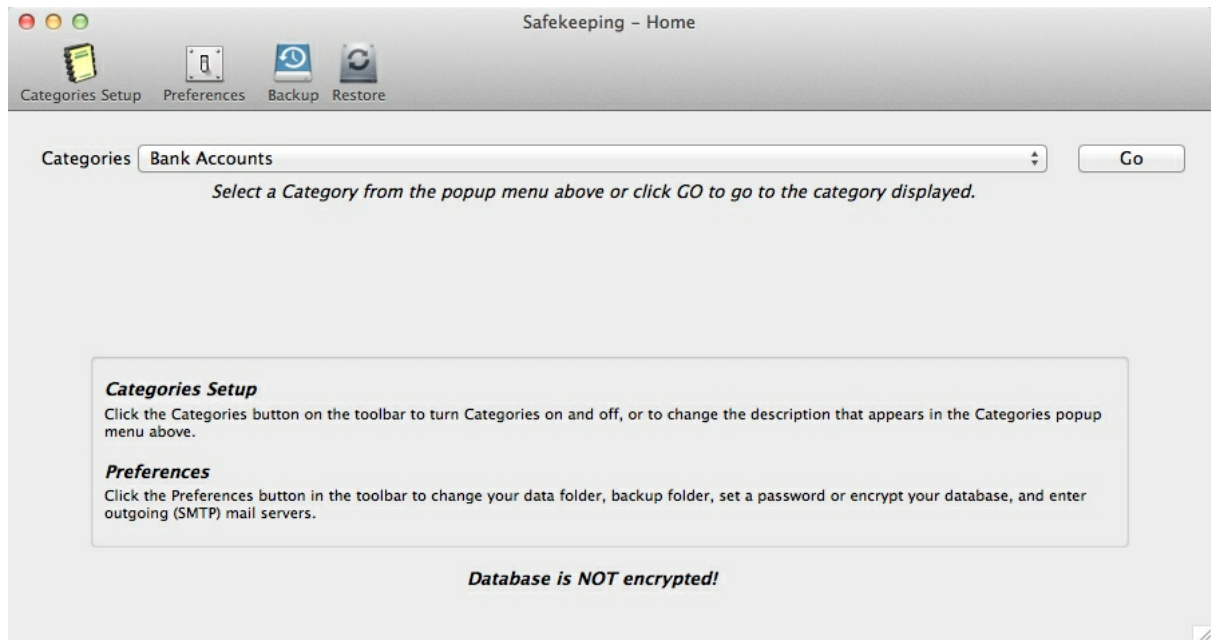 Safekeeping – Home
Categories Setup Preferences Backup Restore
Categories Bank Accounts Go
Select a Category from the popup menu above or click GO to go to the category displayed.
Categories Setup
Click the Categories button on the toolbar to turn Categories on and off, or to change the description that appears in the Categories popup
menu above.
Preferences
Click the Preferences button in the toolbar to change your data folder, backup folder, set a password or encrypt your database, and enter
outgoing (SMTP) mail servers.
Database is NOT encrypted!